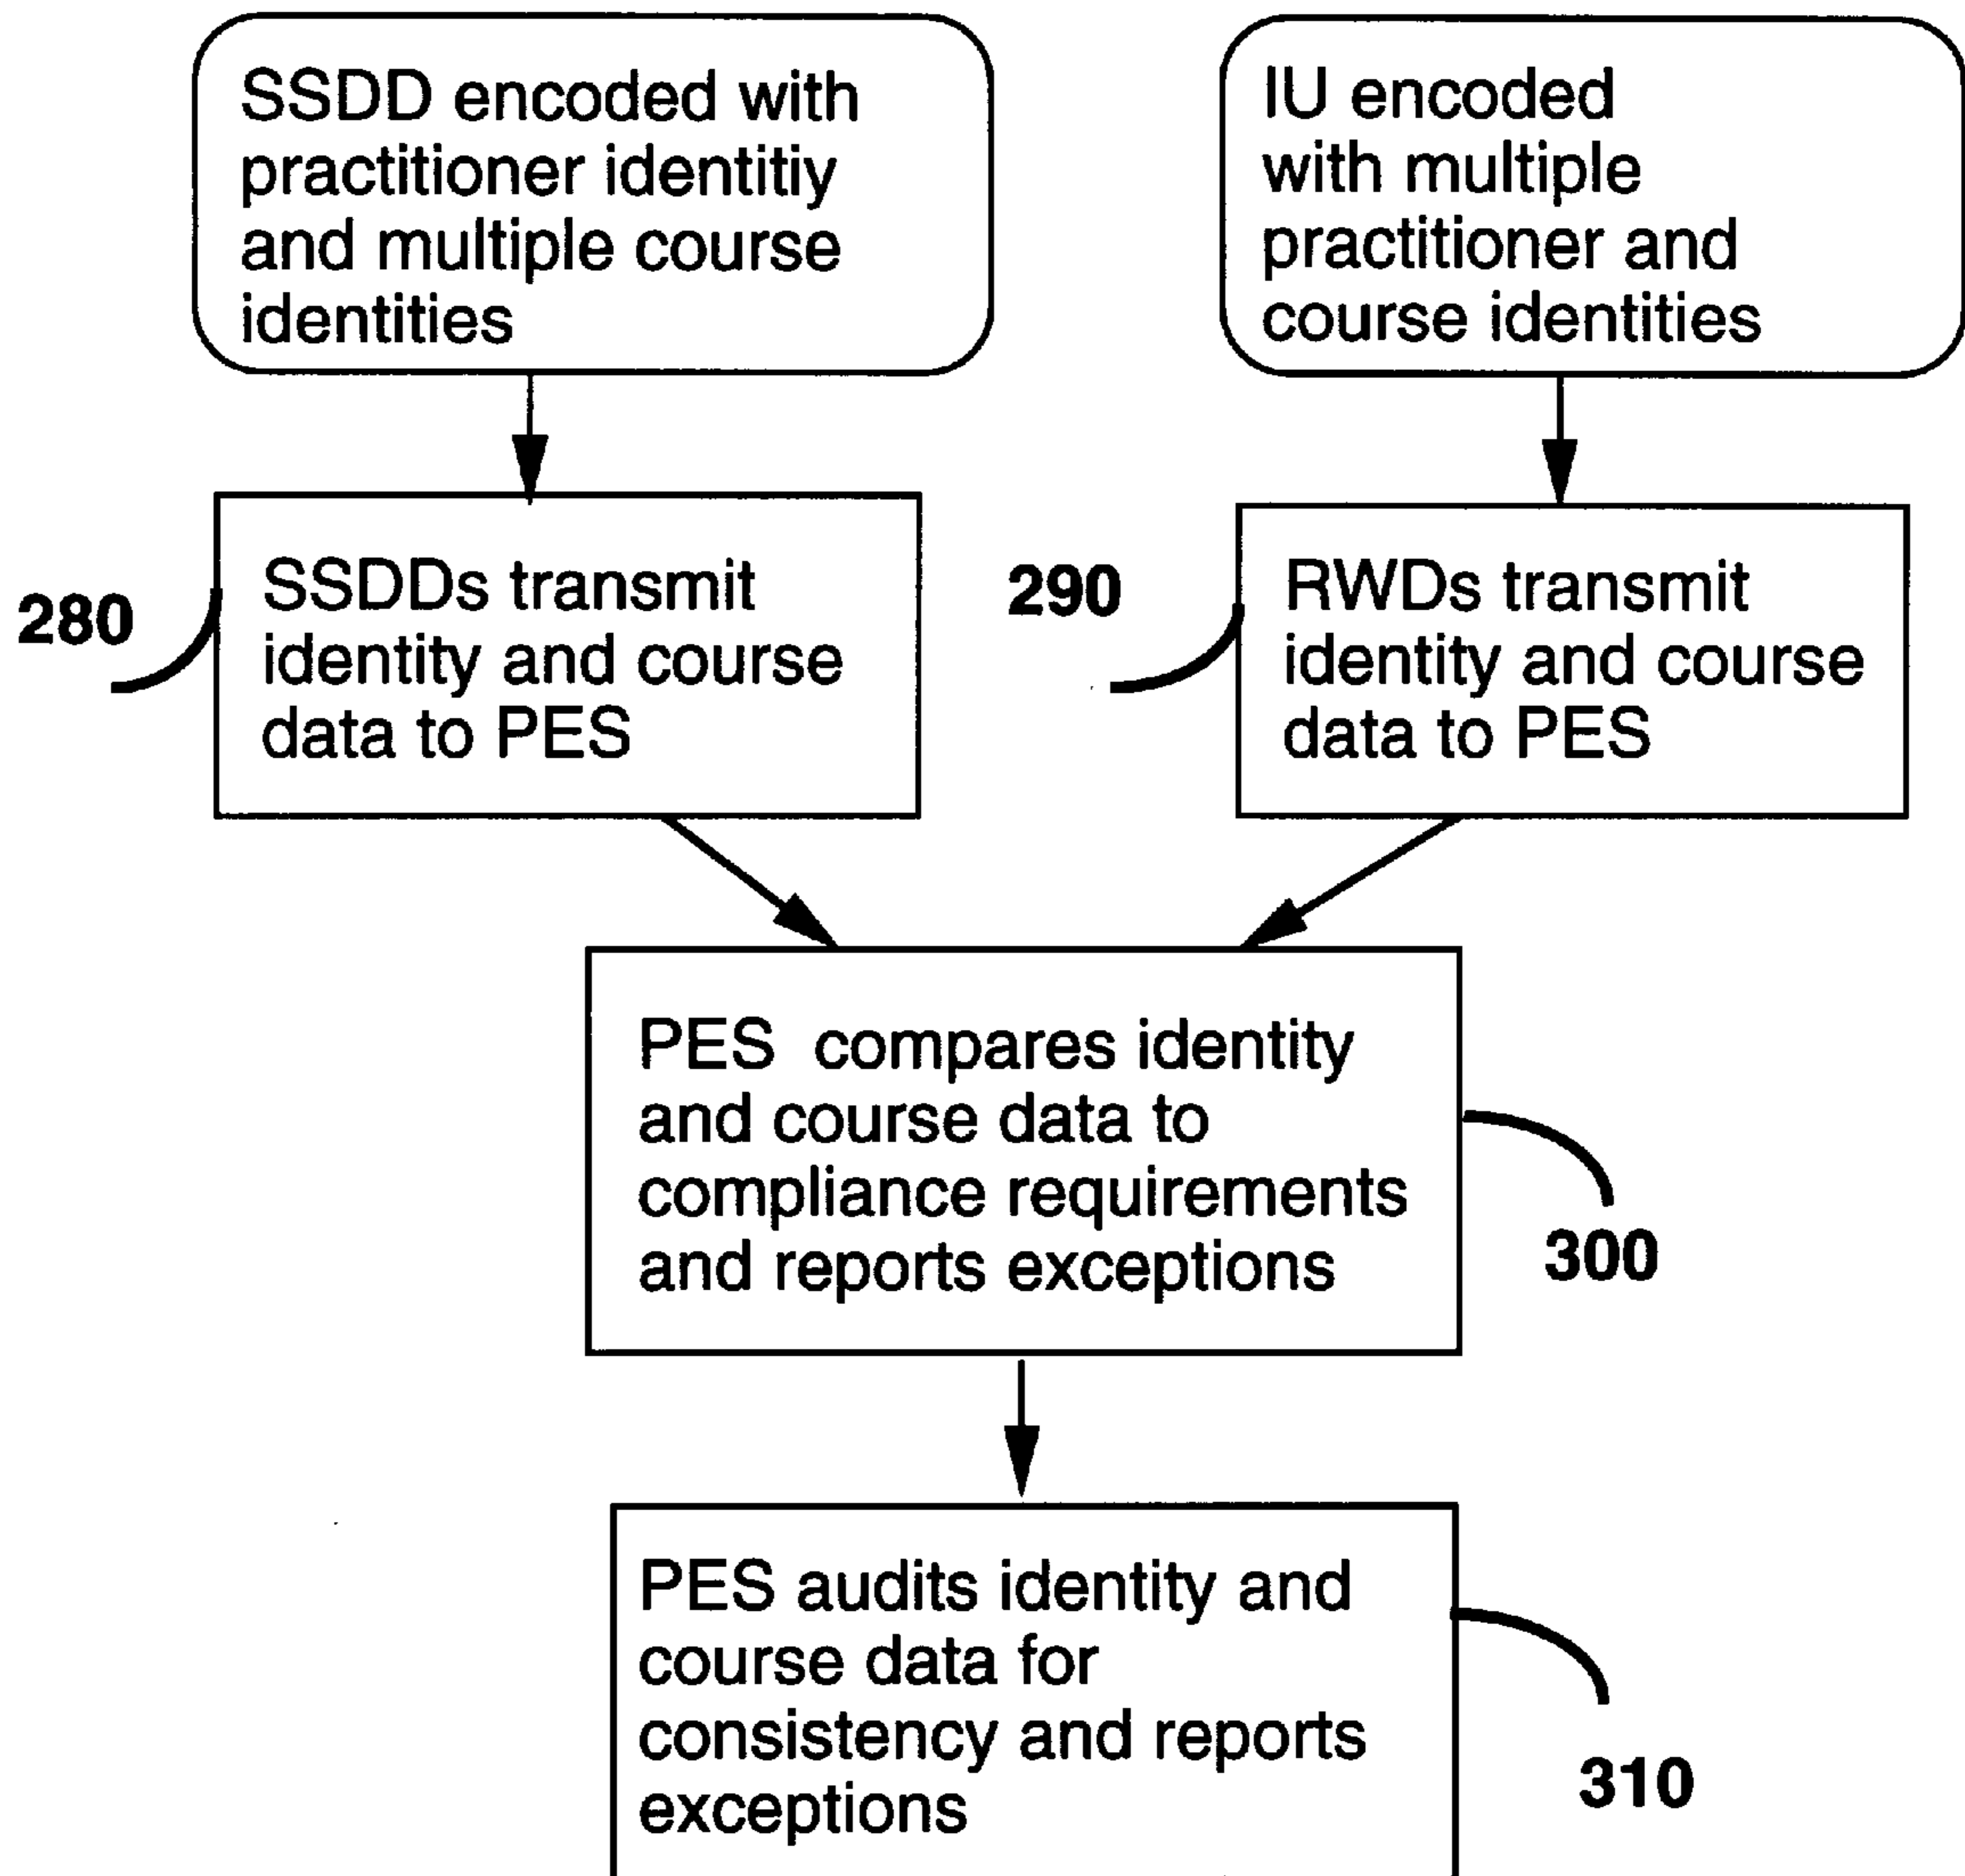 SSDD encoded with
practitioner identitiy
and multiple course
identities
IU encoded
with multiple
practitioner and
course identities
280
SSDDs transmit
identity and course
data to PES
290
RWDs transmit
identity and course
data to PES
PES compares identity
and course data to
compliance requirements
and reports exceptions
300
PES audits identity and
course data for
consistency and reports
exceptions
310